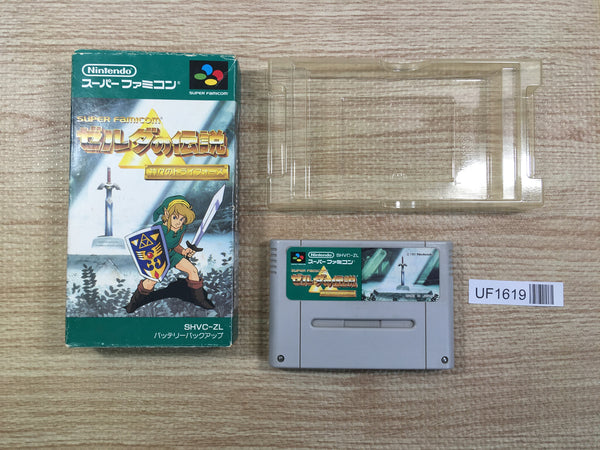 Nintendo
スーパーファミコン
SUPER FAMICOM
SUPER FAMICOM
ゼルダの伝説
神々のトライフォース
SHVC-ZL
バッテリーバックアップ
Nintendo SHVC-ZL
スーパーファミコン
SUPER FAMICOM
ゼルダの伝説
UF1619